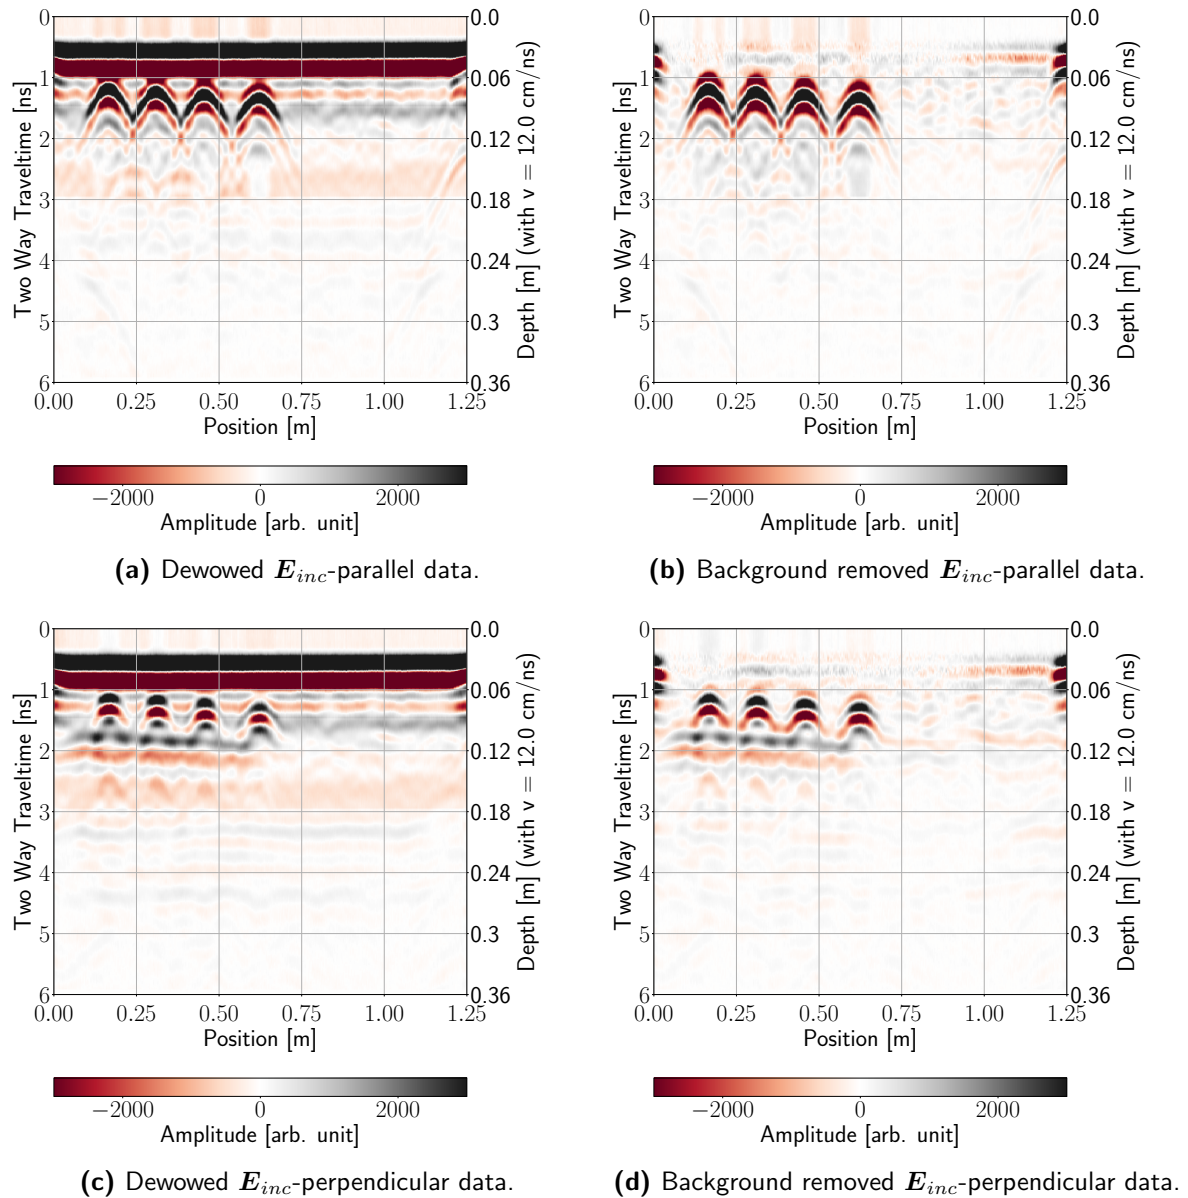 0
1
2
3
4
5
6
Two Way Traveltime [ns]
0.0
0.06
0.12
0.18
0.24
0.3
0.36
Depth [m] (with v = 12.0 cm/ns)
0.00 0.25 0.50 0.75 1.00 1.25
Position [m]
−2000 0 2000
Amplitude [arb. unit]
(a) Dewowed E_inc-parallel data.
0
1
2
3
4
5
6
Two Way Traveltime [ns]
0.0
0.06
0.12
0.18
0.24
0.3
0.36
Depth [m] (with v = 12.0 cm/ns)
0.00 0.25 0.50 0.75 1.00 1.25
Position [m]
−2000 0 2000
Amplitude [arb. unit]
(b) Background removed E_inc-parallel data.
0
1
2
3
4
5
6
Two Way Traveltime [ns]
0.0
0.06
0.12
0.18
0.24
0.3
0.36
Depth [m] (with v = 12.0 cm/ns)
0.00 0.25 0.50 0.75 1.00 1.25
Position [m]
−2000 0 2000
Amplitude [arb. unit]
(c) Dewowed E_inc-perpendicular data.
0
1
2
3
4
5
6
Two Way Traveltime [ns]
0.0
0.06
0.12
0.18
0.24
0.3
0.36
Depth [m] (with v = 12.0 cm/ns)
0.00 0.25 0.50 0.75 1.00 1.25
Position [m]
−2000 0 2000
Amplitude [arb. unit]
(d) Background removed E_inc-perpendicular data.